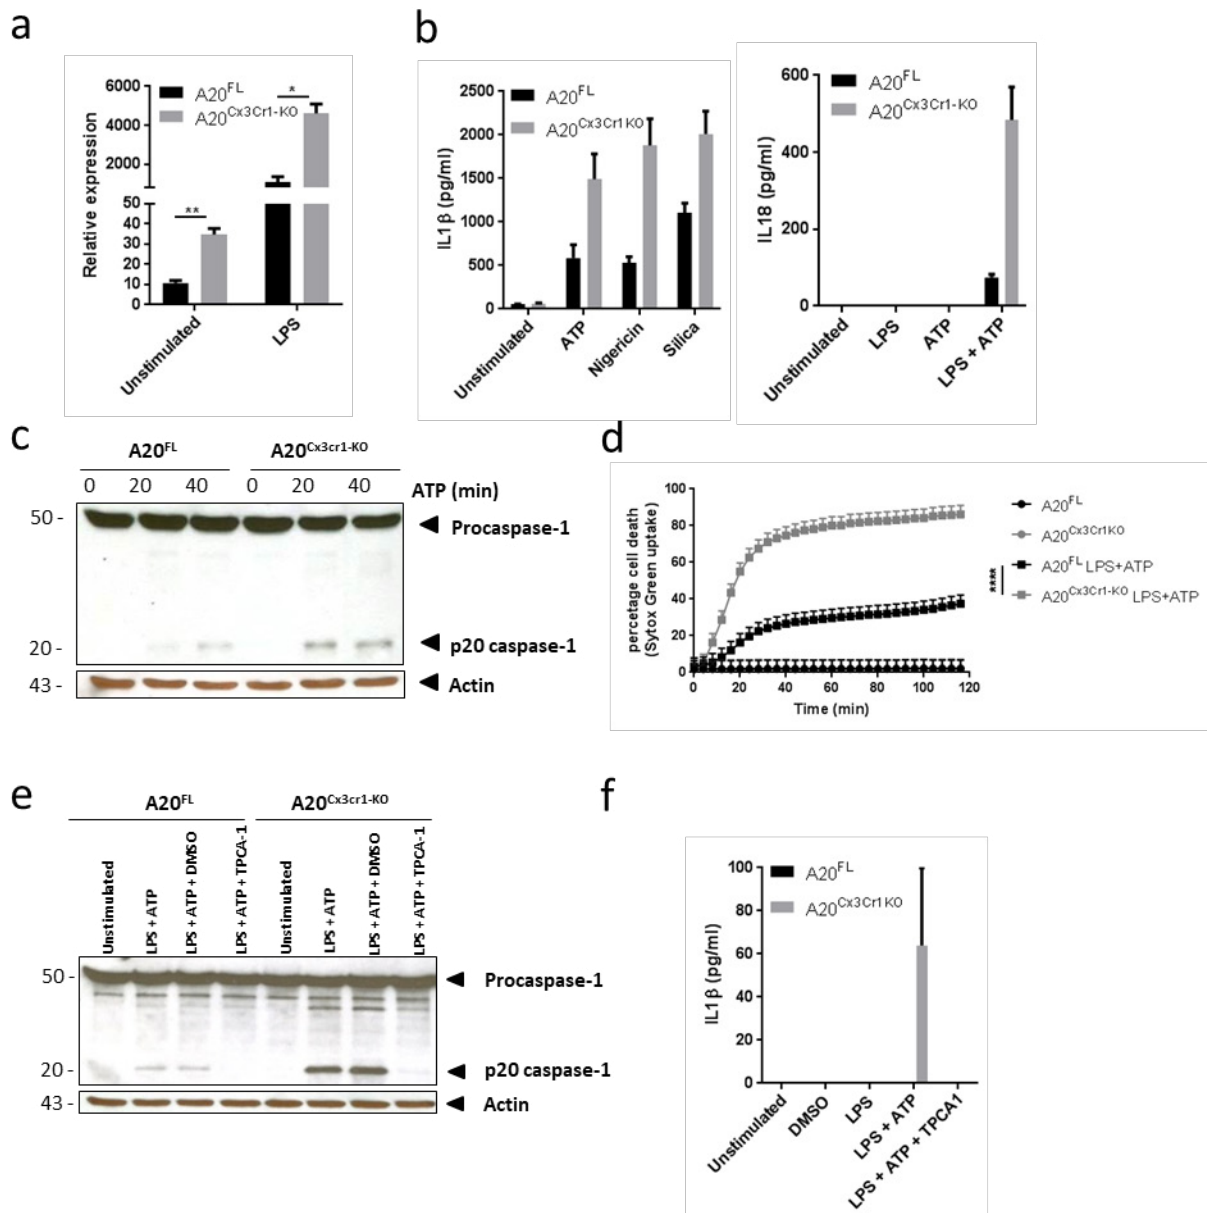 a
6000
4000
2000
50
40
30
20
10
0
Relative expression
A20FL
A20Cx3Cr1-KO
**
*
Unstimulated
LPS
b
2500
2000
1500
1000
500
0
IL1β (pg/ml)
A20FL
A20Cx3Cr1KO
Unstimulated
ATP
Nigericin
Silica
600
400
200
0
IL18 (pg/ml)
A20FL
A20Cx3Cr1-KO
Unstimulated
LPS
ATP
LPS + ATP
c
A20FL A20Cx3cr1-KO
0 20 40 0 20 40 ATP (min)
50 - Procaspase-1
20 - p20 caspase-1
43 - Actin
d
100
80
60
40
20
0
percetage cell death
(Sytox Green uptake)
0 20 40 60 80 100 120
Time (min)
A20FL
A20Cx3Cr1KO
A20FL LPS+ATP
A20Cx3Cr1-KO LPS+ATP
****
e
A20FL A20Cx3cr1-KO
Unstimulated
LPS + ATP
LPS + ATP + DMSO
LPS + ATP + TPCA-1
Unstimulated
LPS + ATP
LPS + ATP + DMSO
LPS + ATP + TPCA-1
50 - Procaspase-1
20 - p20 caspase-1
43 - Actin
f
100
80
60
40
20
0
IL1β (pg/ml)
A20FL
A20Cx3Cr1KO
Unstimulated
DMSO
LPS
LPS + ATP
LPS + ATP + TPCA1